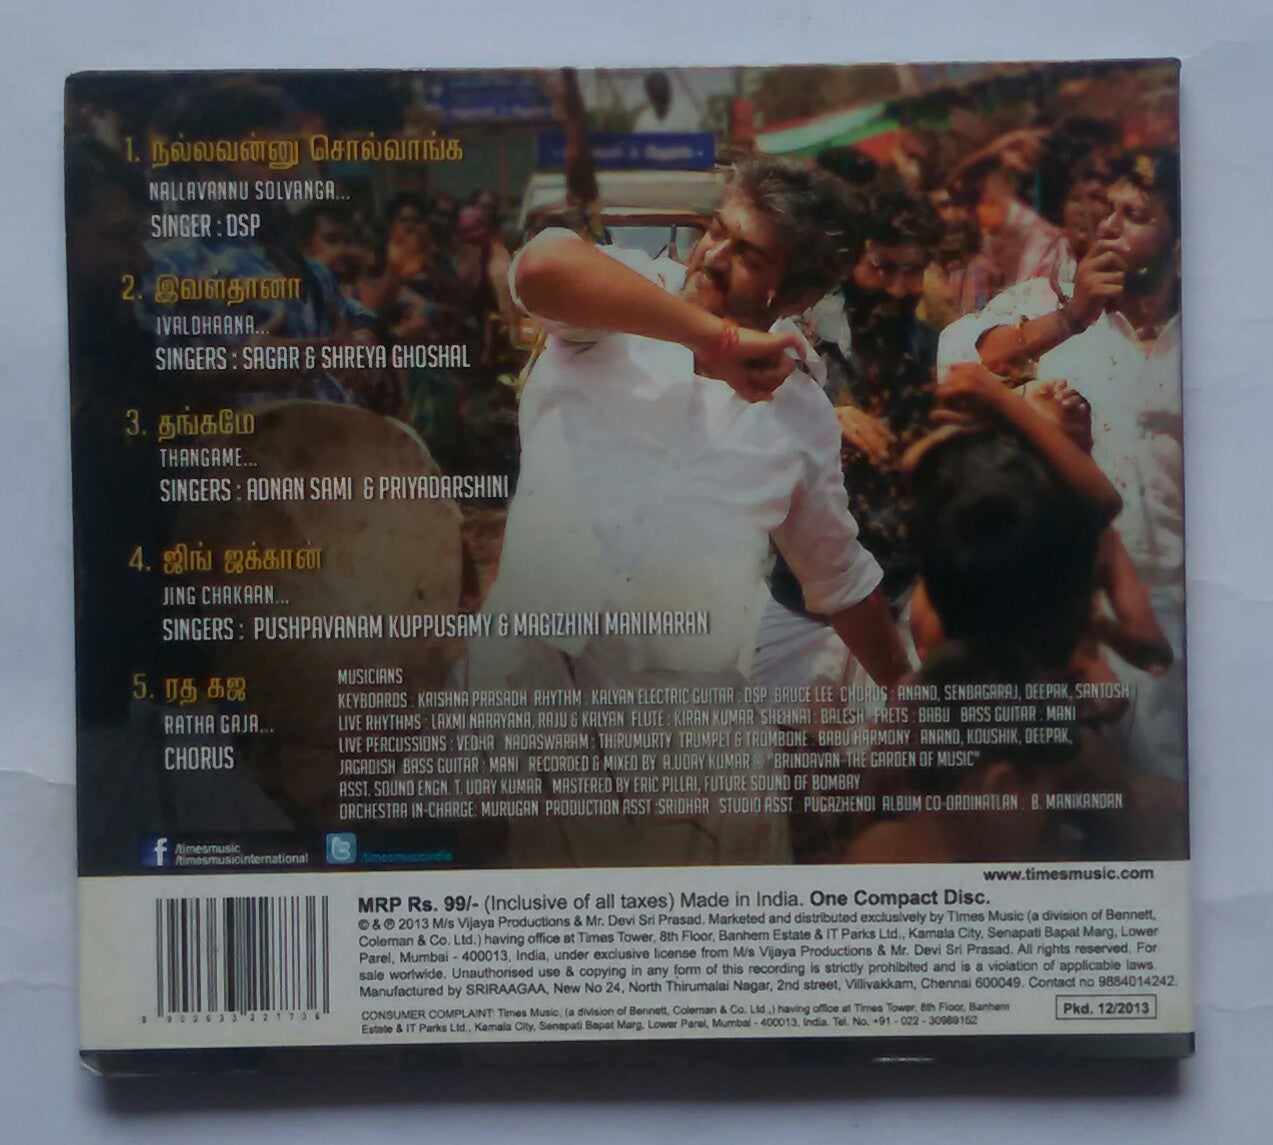 1. நல்லவன்னு சொல்வாங்க
NALLAVANNU SOLVANGA...
SINGER : DSP
2. இவள்தானா
IVALDHAANA...
SINGERS : SAGAR & SHREYA GHOSHAL
3. தங்கமே
THANGAME...
SINGERS : ADNAN SAMI & PRIYADARSHINI
4. ஜிங் ஜக்கான்
JING CHAKAAN...
SINGERS : PUSHPAVANAM KUPPUSAMY & MAGIZHINI MANIMARAN
5. ரத கஜ
RATHA GAJA...
CHORUS
MUSICIANS
KEYBOARDS : KRISHNA PRASADH RHYTHM : KALYAN ELECTRIC GUITAR : DSP BRUCE LEE CHORUS : ANAND, SENBAGARAJ, DEEPAK, SANTOSH
LIVE RHYTHMS : LAXMI NARAYANA, RAJU & KALYAN FLUTE : KIRAN KUMAR SHEHNAI : BALESH FRETS : BABU BASS GUITAR : MANI
LIVE PERCUSSIONS : VEDHA NADASWARAM : THIRUMURTY TRUMPET & TROMBONE : BABU HARMONY : ANAND, KOUSHIK, DEEPAK,
JAGADISH BASS GUITAR : MANI RECORDED & MIXED BY A.UDAY KUMAR @ "BRINDAVAN-THE GARDEN OF MUSIC"
ASST. SOUND ENGN. T. UDAY KUMAR MASTERED BY ERIC PILLAI, FUTURE SOUND OF BOMBAY
ORCHESTRA IN-CHARGE: MURUGAN PRODUCTION ASST :SRIDHAR STUDIO ASST : PUGAZHENDI ALBUM CO-ORDINATLAN : B. MANIKANDAN
/timesmusic
/timesmusicinternational
/timesmusicindia
www.timesmusic.com
MRP Rs. 99/- (Inclusive of all taxes) Made in India. One Compact Disc.
© & ℗ 2013 M/s Vijaya Productions & Mr. Devi Sri Prasad. Marketed and distributed exclusively by Times Music (a division of Bennett,
Coleman & Co. Ltd.) having office at Times Tower, 8th Floor, Banhem Estate & IT Parks Ltd., Kamala City, Senapati Bapat Marg, Lower
Parel, Mumbai - 400013, India, under exclusive license from M/s Vijaya Productions & Mr. Devi Sri Prasad. All rights reserved. For
sale worlwide. Unauthorised use & copying in any form of this recording is strictly prohibited and is a violation of applicable laws.
Manufactured by SRIRAAGAA, New No 24, North Thirumalai Nagar, 2nd street, Villivakkam, Chennai 600049. Contact no 9884014242.
CONSUMER COMPLAINT: Times Music, (a division of Bennett, Coleman & Co. Ltd.,) having office at Times Tower, 8th Floor, Banhem
Estate & IT Parks Ltd., Kamala City, Senapati Bapat Marg, Lower Parel, Mumbai - 400013, India. Tel. No. +91 - 022 - 30989152
Pkd. 12/2013
8 902633 221706